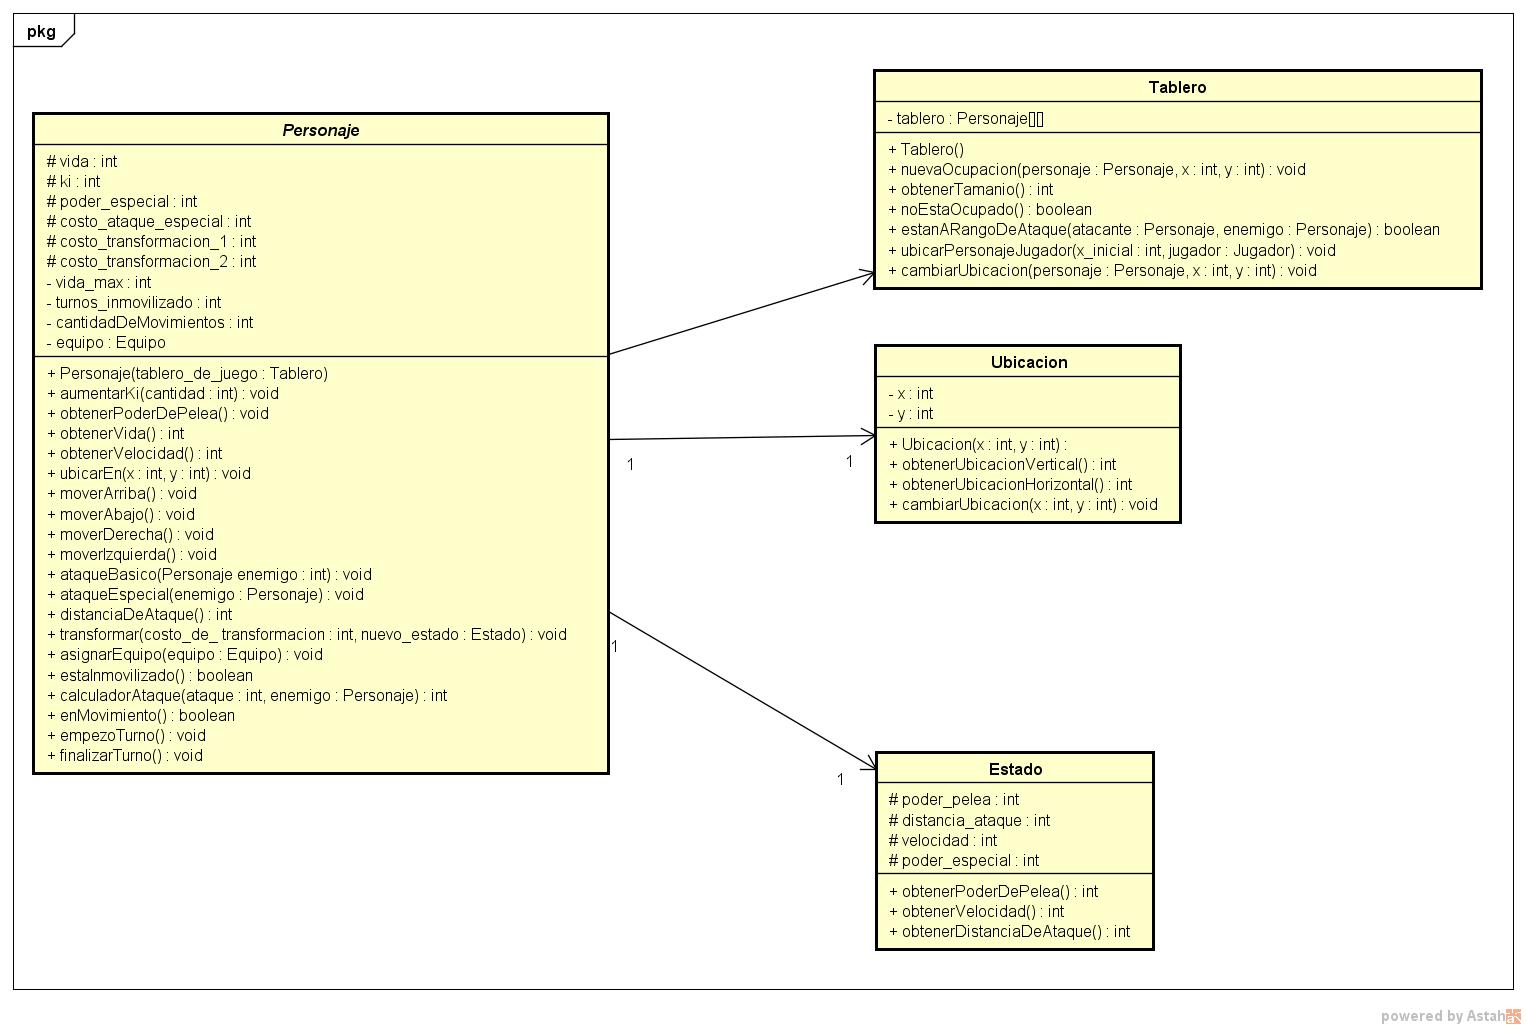 pkg
Personaje
# vida : int
# ki : int
# poder_especial : int
# costo_ataque_especial : int
# costo_transformacion_1 : int
# costo_transformacion_2 : int
- vida_max : int
- turnos_inmovilizado : int
- cantidadDeMovimientos : int
- equipo : Equipo
+ Personaje(tablero_de_juego : Tablero)
+ aumentarKi(cantidad : int) : void
+ obtenerPoderDePelea() : void
+ obtenerVida() : int
+ obtenerVelocidad() : int
+ ubicarEn(x : int, y : int) : void
+ moverArriba() : void
+ moverAbajo() : void
+ moverDerecha() : void
+ moverIzquierda() : void
+ ataqueBasico(Personaje enemigo : int) : void
+ ataqueEspecial(enemigo : Personaje) : void
+ distanciaDeAtaque() : int
+ transformar(costo_de_ transformacion : int, nuevo_estado : Estado) : void
+ asignarEquipo(equipo : Equipo) : void
+ estaInmovilizado() : boolean
+ calculadorAtaque(ataque : int, enemigo : Personaje) : int
+ enMovimiento() : boolean
+ empezoTurno() : void
+ finalizarTurno() : void
Tablero
- tablero : Personaje[][]
+ Tablero()
+ nuevaOcupacion(personaje : Personaje, x : int, y : int) : void
+ obtenerTamanio() : int
+ noEstaOcupado() : boolean
+ estanARangoDeAtaque(atacante : Personaje, enemigo : Personaje) : boolean
+ ubicarPersonajeJugador(x_inicial : int, jugador : Jugador) : void
+ cambiarUbicacion(personaje : Personaje, x : int, y : int) : void
1
1
Ubicacion
- x : int
- y : int
+ Ubicacion(x : int, y : int) :
+ obtenerUbicacionVertical() : int
+ obtenerUbicacionHorizontal() : int
+ cambiarUbicacion(x : int, y : int) : void
1
1
Estado
# poder_pelea : int
# distancia_ataque : int
# velocidad : int
# poder_especial : int
+ obtenerPoderDePelea() : int
+ obtenerVelocidad() : int
+ obtenerDistanciaDeAtaque() : int
powered by Astah